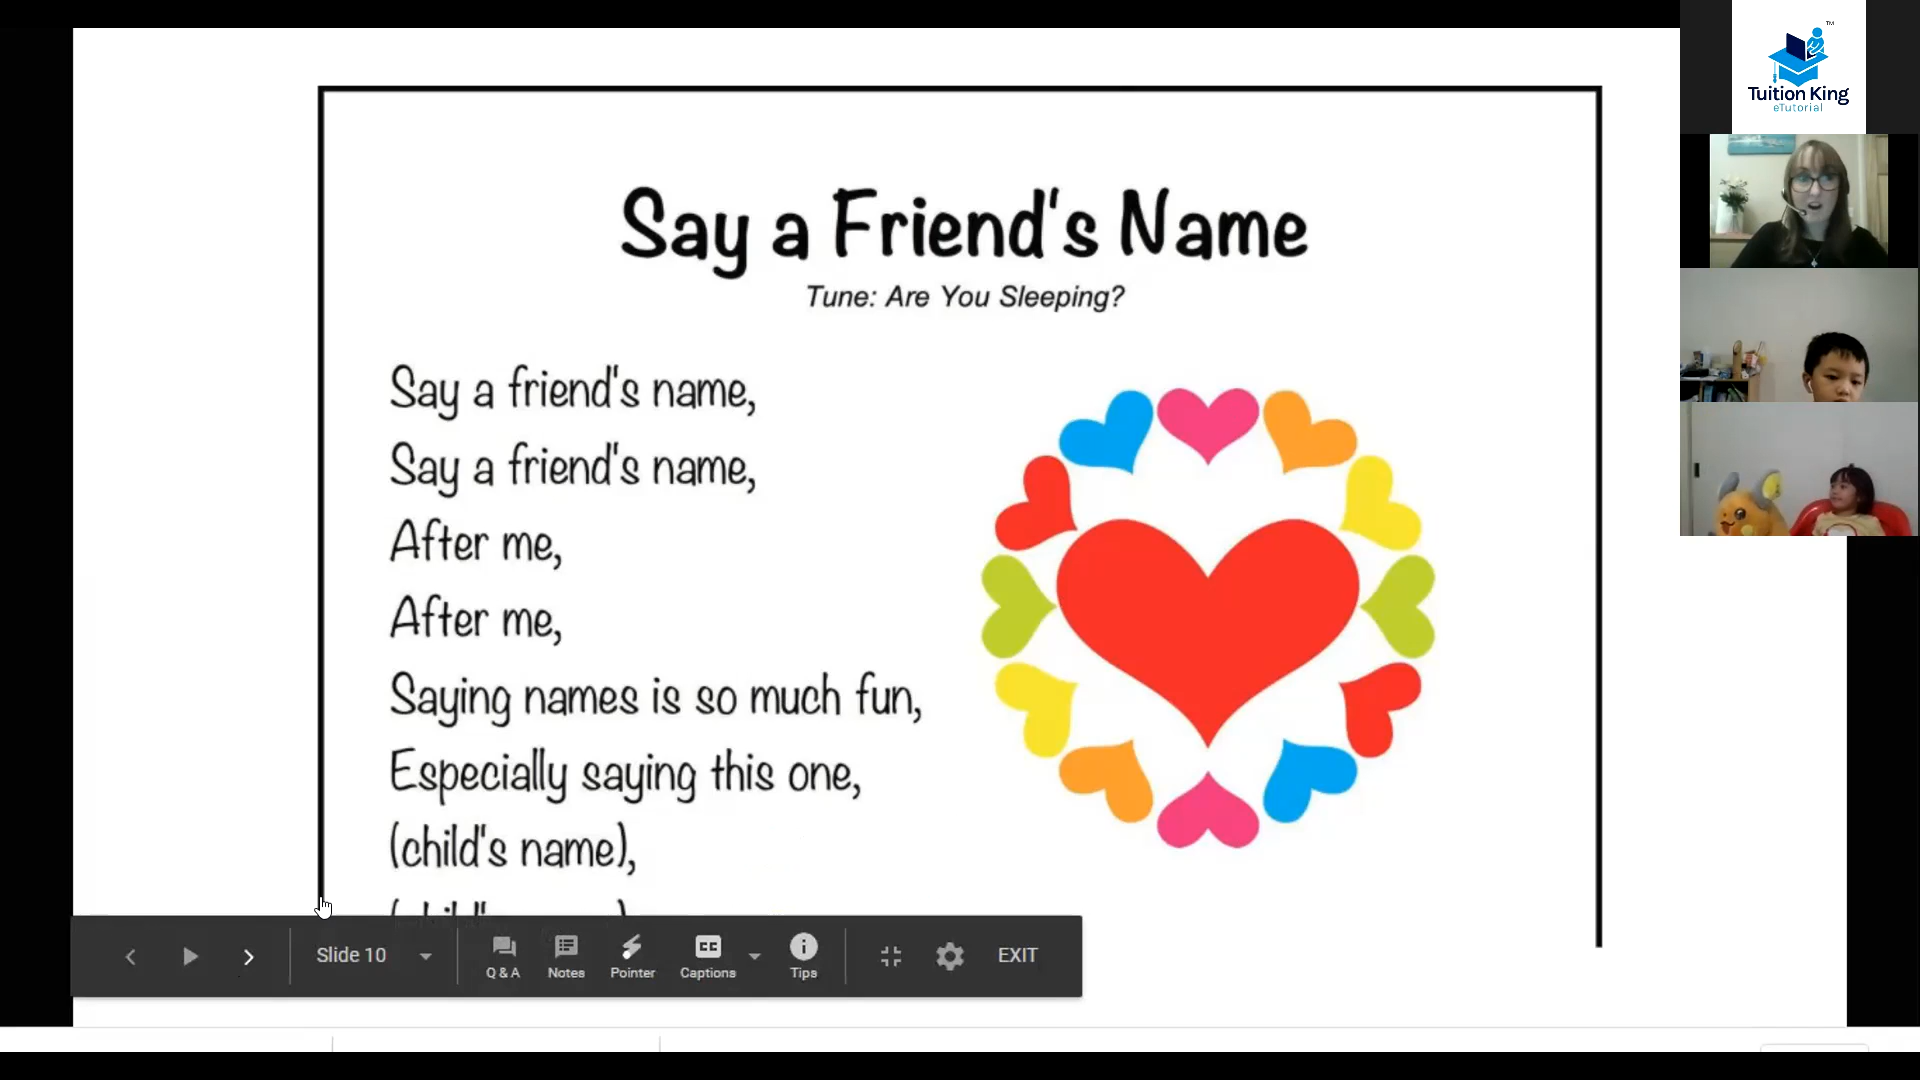 Say a Friend's Name
Tune: Are You Sleeping?
Say a friend's name,
Say a friend's name,
After me,
After me,
Saying names is so much fun,
Especially saying this one,
(child's name),
Slide 10
Q & A
Notes
Pointer
CC
Captions
Tips
EXIT
TM
Tuition King
eTutorial